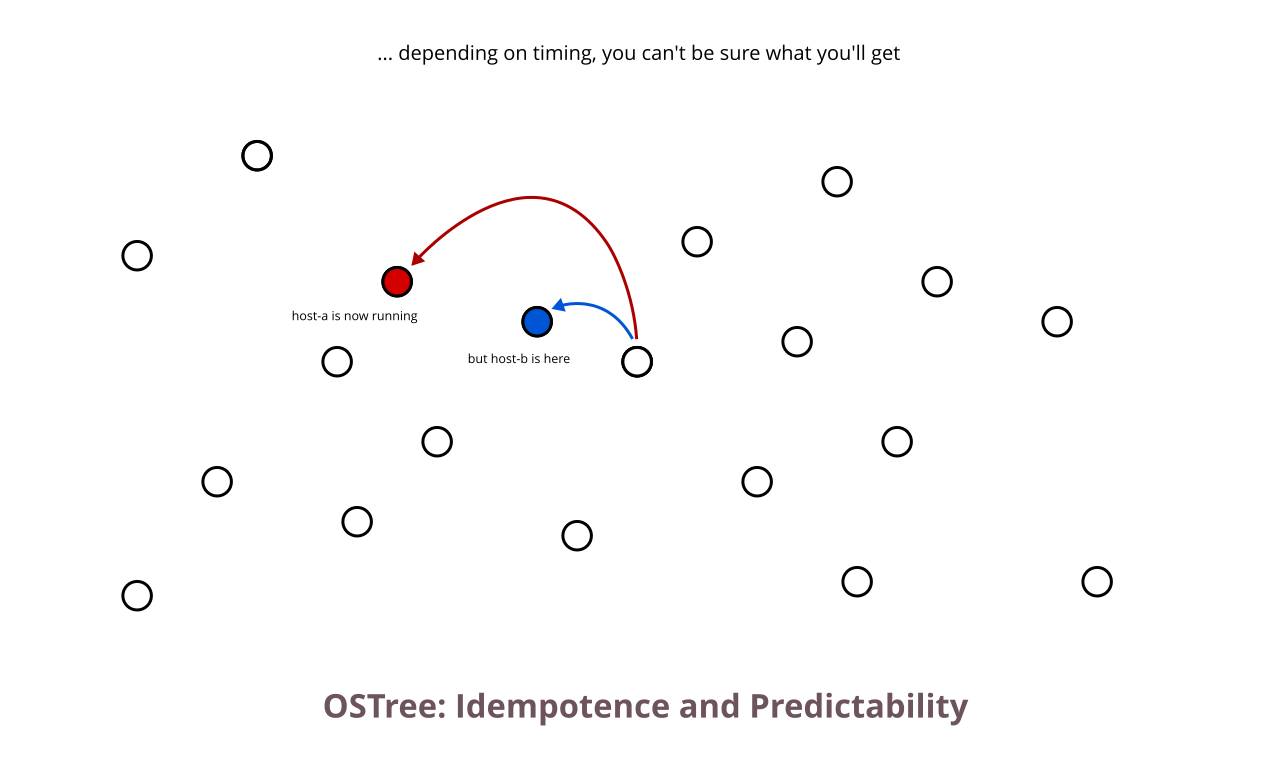 ... depending on timing, you can't be sure what you'll get
host-a is now running
but host-b is here
OSTree: Idempotence and Predictability